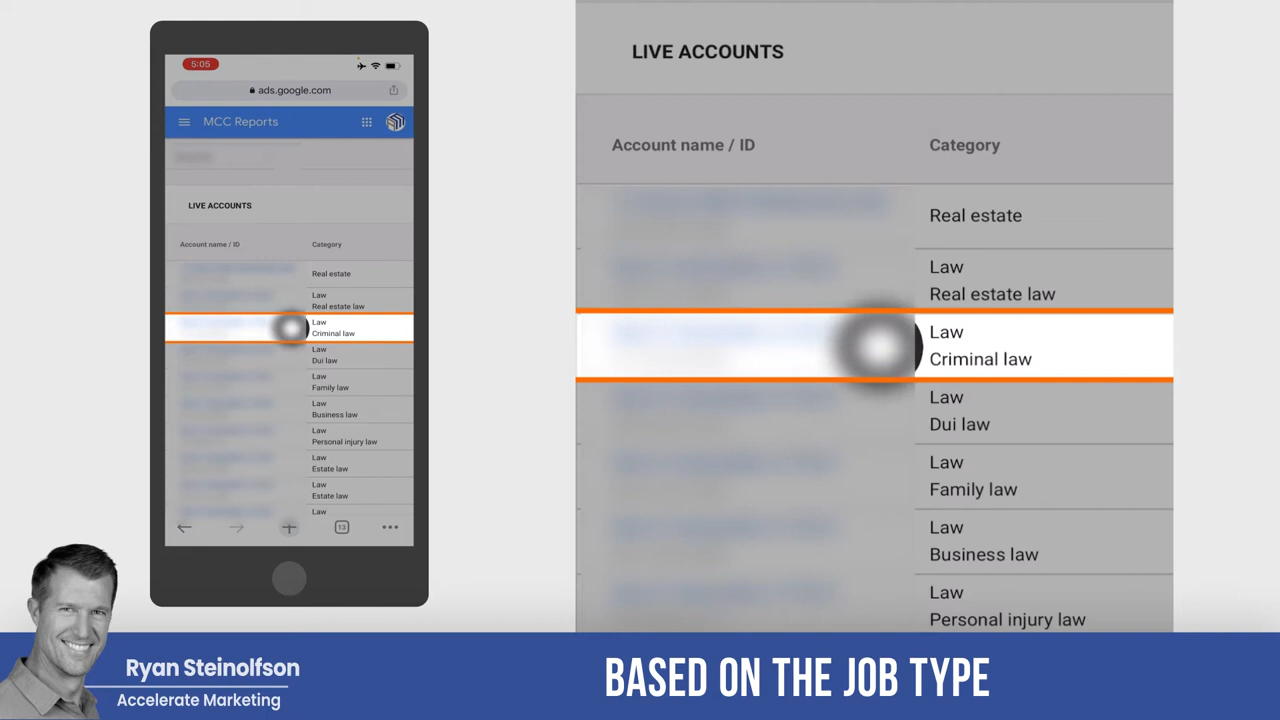 5:05
ads.google.com
MCC Reports
LIVE ACCOUNTS
Account name / ID Category
Real estate
Law
Real estate law
Law
Criminal law
Law
Dui law
Law
Family law
Law
Business law
Law
Personal injury law
Law
Estate law
Law
Estate law
Law
13
LIVE ACCOUNTS
Account name / ID Category
Real estate
Law
Real estate law
Law
Criminal law
Law
Dui law
Law
Family law
Law
Business law
Law
Personal injury law
Ryan Steinolfson
Accelerate Marketing
BASED ON THE JOB TYPE